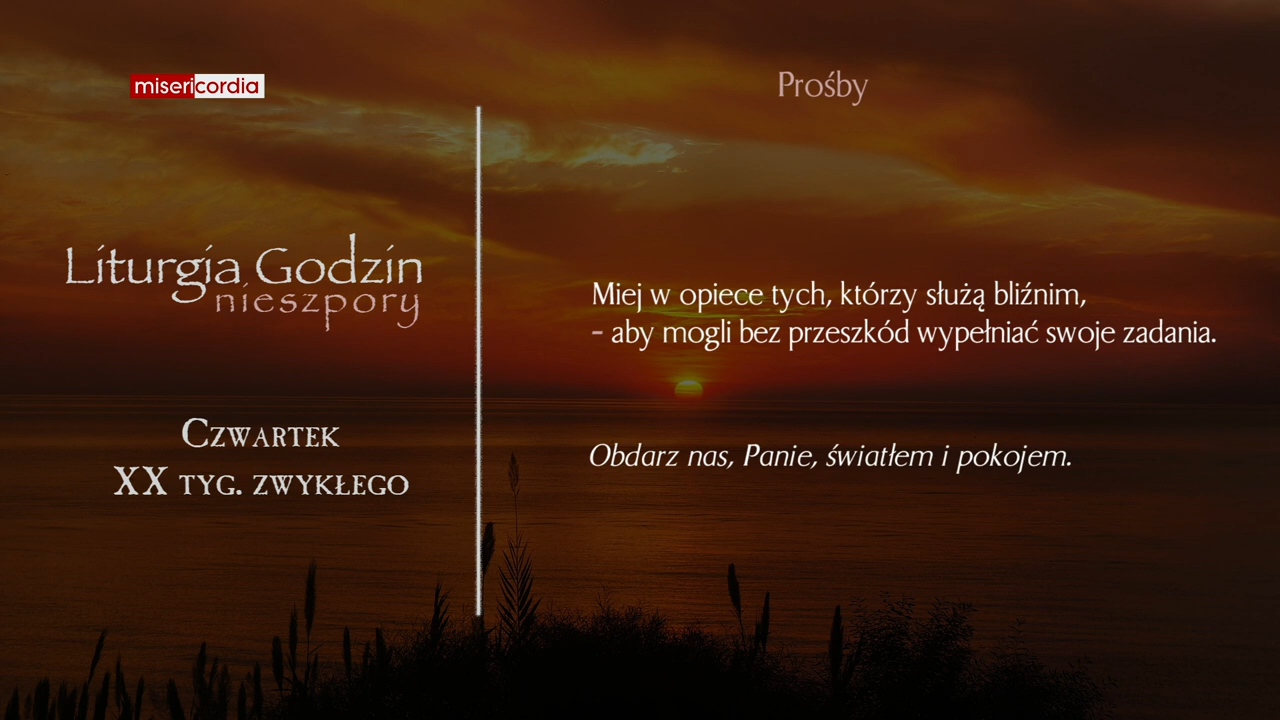 misericordia
Prośby
Liturgia Godzin
nieszpory
Miej w opiece tych, którzy służą bliźnim,
- aby mogli bez przeszkód wypełniać swoje zadania.
Czwartek
XX tyg. zwykłego
Obdarz nas, Panie, światłem i pokojem.